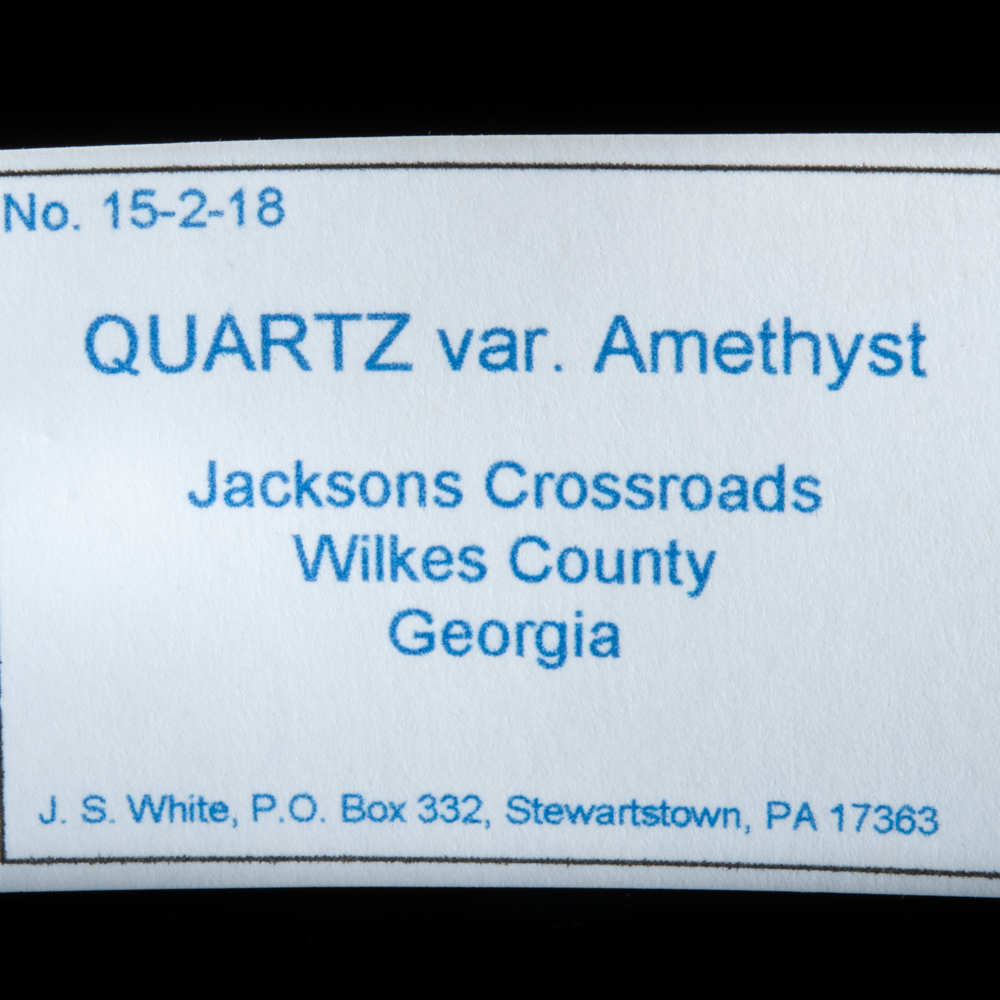 No. 15-2-18
QUARTZ var. Amethyst
Jacksons Crossroads
Wilkes County
Georgia
J. S. White, P.O. Box 332, Stewartstown, PA 17363